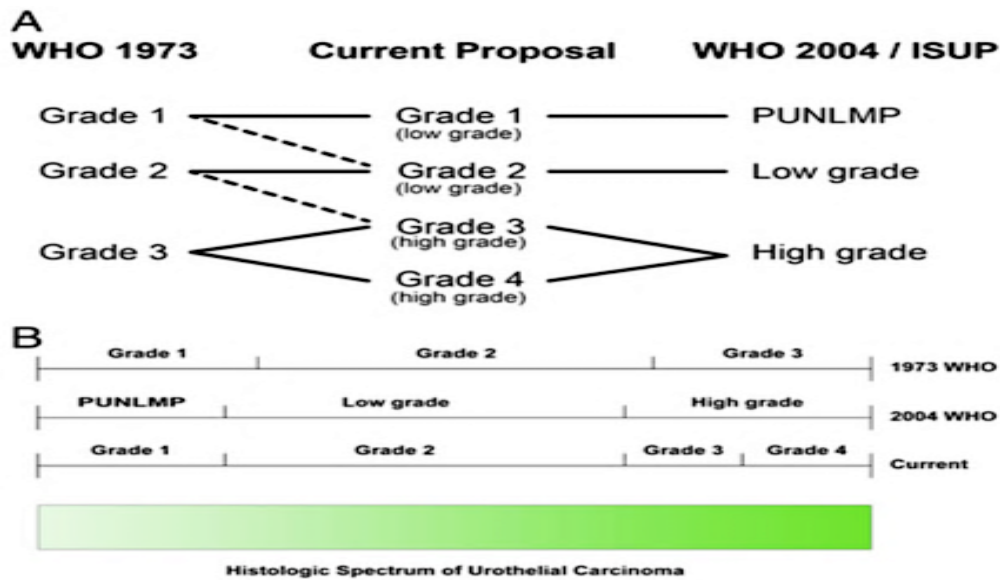 A
WHO 1973 Current Proposal WHO 2004 / ISUP
Grade 1 Grade 1 PUNLMP
(low grade)
Grade 2 Grade 2 Low grade
(low grade)
Grade 3
(high grade)
Grade 3 High grade
Grade 4
(high grade)
B
Grade 1 Grade 2 Grade 3
1973 WHO
PUNLMP Low grade High grade
2004 WHO
Grade 1 Grade 2 Grade 3 Grade 4
Current
Histologic Spectrum of Urothelial Carcinoma